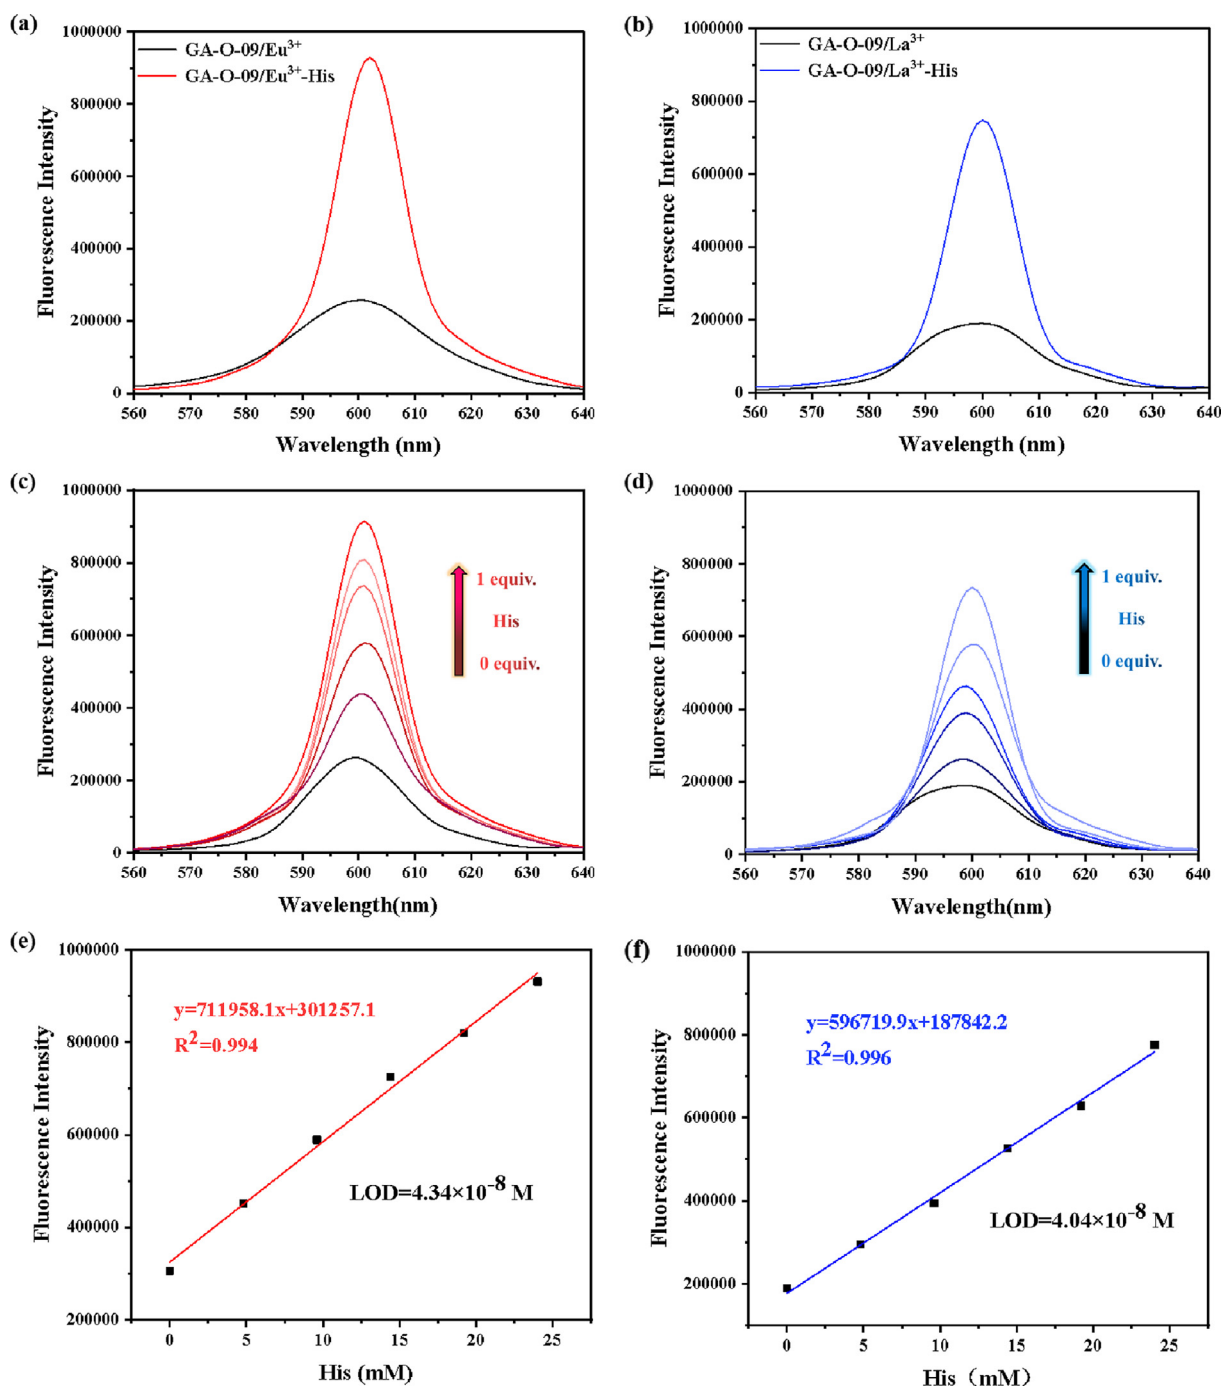 (a)
1000000
800000
600000
400000
200000
0
GA-O-09/Eu³⁺
GA-O-09/Eu³⁺-His
Fluorescence Intensity
560 570 580 590 600 610 620 630 640
Wavelength (nm)
(b)
1000000
800000
600000
400000
200000
0
GA-O-09/La³⁺
GA-O-09/La³⁺-His
Fluorescence Intensity
560 570 580 590 600 610 620 630 640
Wavelength (nm)
(c)
1000000
800000
600000
400000
200000
0
1 equiv.
His
0 equiv.
Fluorescence Intensity
560 570 580 590 600 610 620 630 640
Wavelength(nm)
(d)
1000000
800000
600000
400000
200000
0
1 equiv.
His
0 equiv.
Fluorescence Intensity
560 570 580 590 600 610 620 630 640
Wavelength(nm)
(e)
1000000
800000
600000
400000
200000
y=711958.1x+301257.1
R²=0.994
LOD=4.34×10⁻⁸ M
Fluorescence Intensity
0 5 10 15 20 25
His (mM)
(f)
1000000
800000
600000
400000
200000
y=596719.9x+187842.2
R²=0.996
LOD=4.04×10⁻⁸ M
Fluorescence Intensity
0 5 10 15 20 25
His（mM）